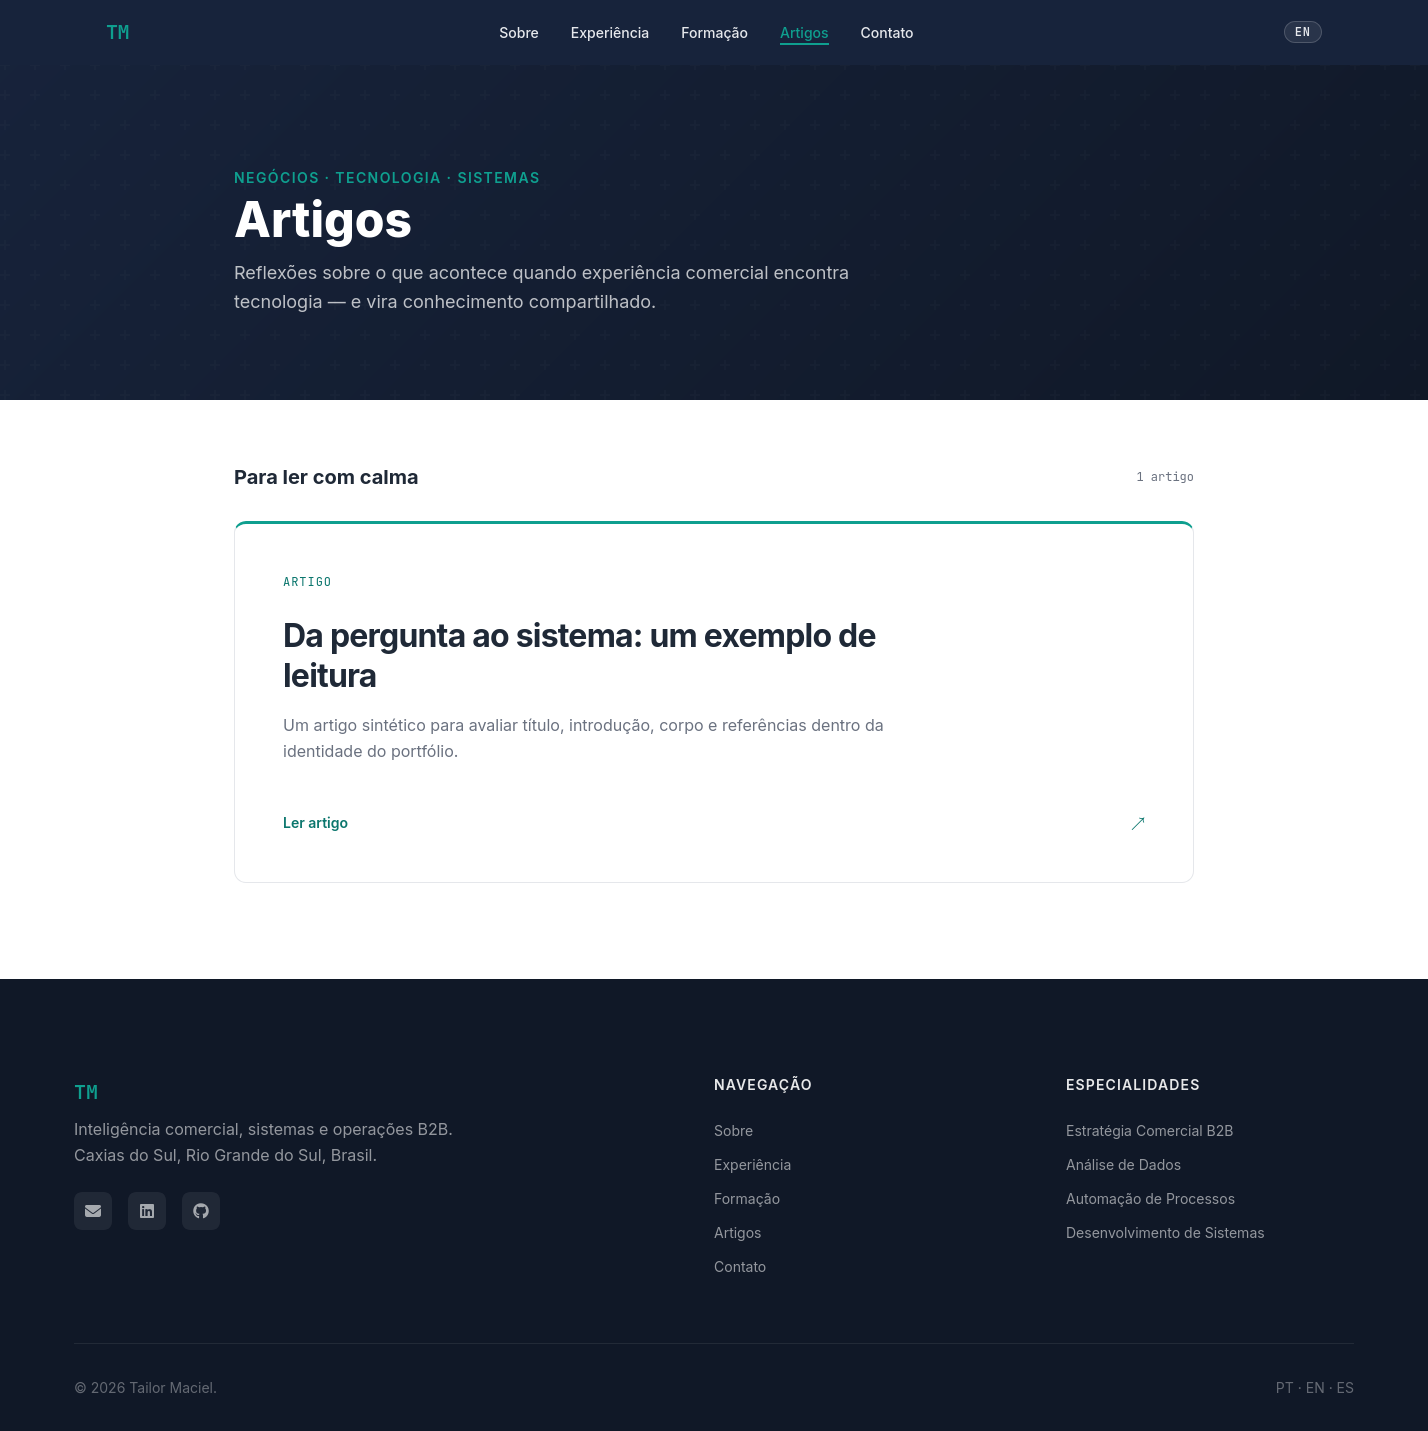 TM
Sobre
Experiência
Formação
Artigos
Contato
EN
NEGÓCIOS · TECNOLOGIA · SISTEMAS
Artigos
Reflexões sobre o que acontece quando experiência comercial encontra
tecnologia — e vira conhecimento compartilhado.
Para ler com calma
1 artigo
ARTIGO
Da pergunta ao sistema: um exemplo de
leitura
Um artigo sintético para avaliar título, introdução, corpo e referências dentro da
identidade do portfólio.
Ler artigo
TM
Inteligência comercial, sistemas e operações B2B.
Caxias do Sul, Rio Grande do Sul, Brasil.
NAVEGAÇÃO
Sobre
Experiência
Formação
Artigos
Contato
ESPECIALIDADES
Estratégia Comercial B2B
Análise de Dados
Automação de Processos
Desenvolvimento de Sistemas
© 2026 Tailor Maciel.
PT · EN · ES